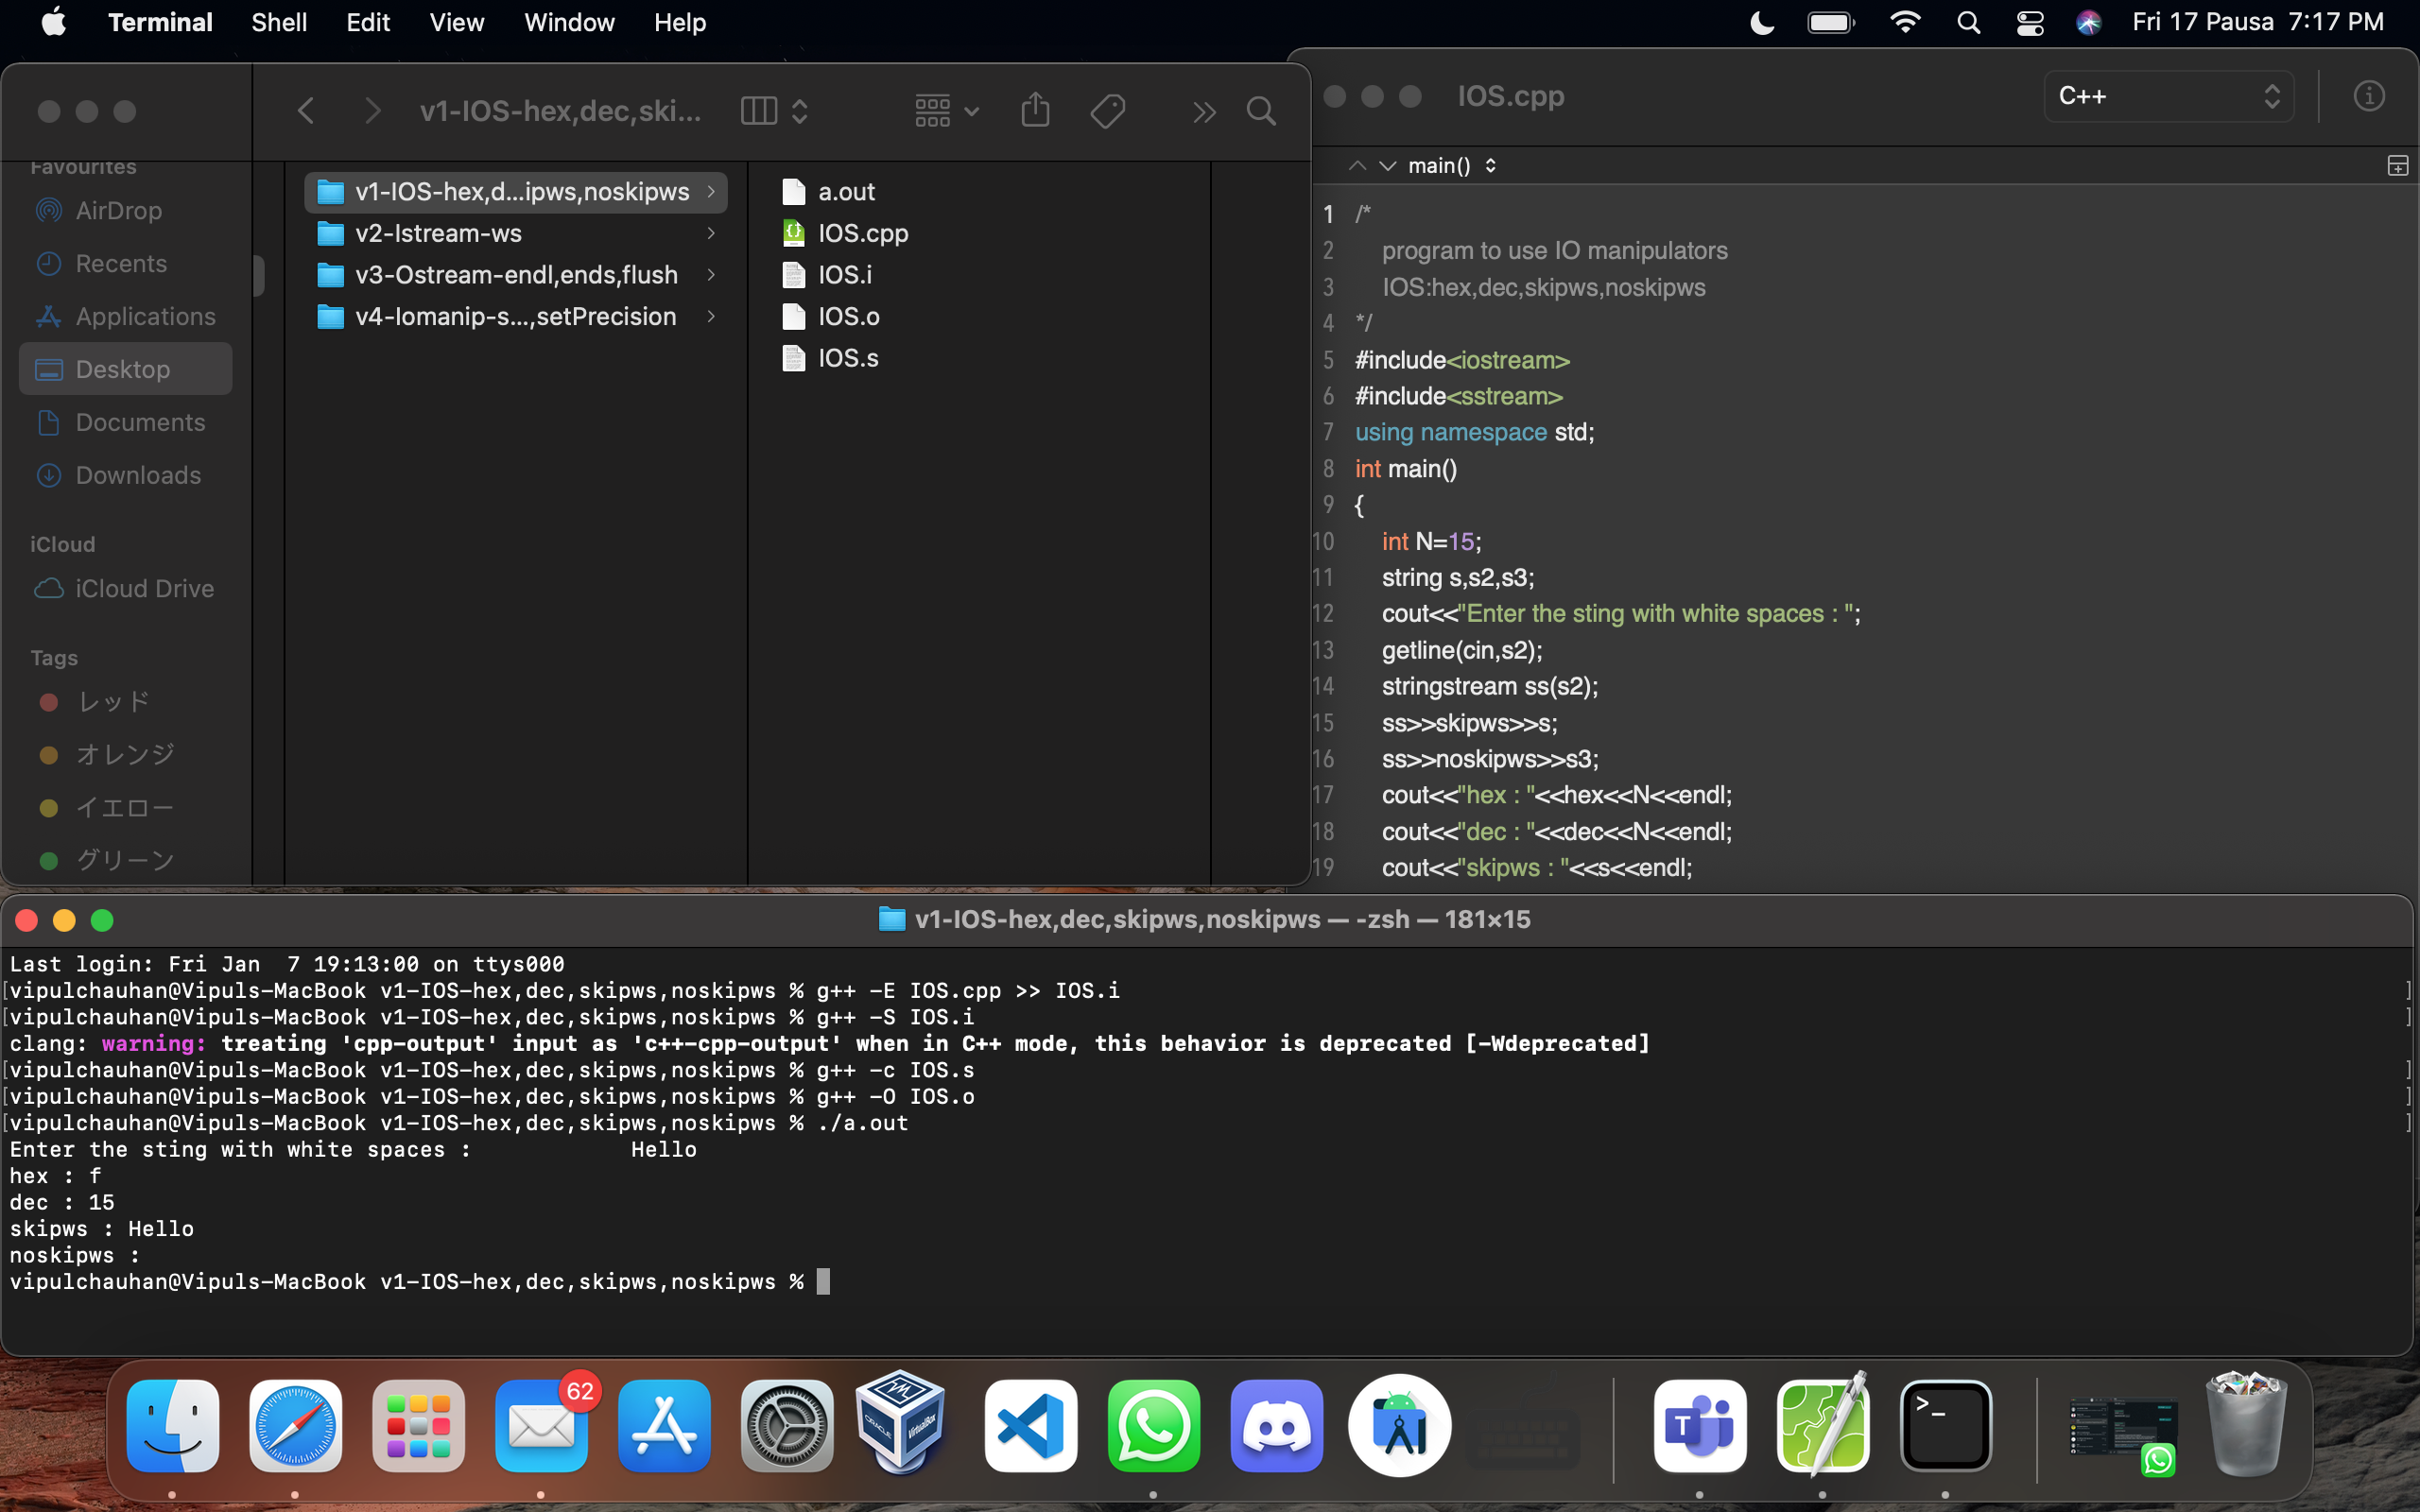 Terminal Shell Edit View Window Help Fri 17 Pausa 7:17 PM
v1-IOS-hex,dec,ski...
Favourites
AirDrop
Recents
Applications
Desktop
Documents
Downloads
iCloud
iCloud Drive
Tags
レッド
オレンジ
イエロー
グリーン
v1-IOS-hex,d...ipws,noskipws
v2-Istream-ws
v3-Ostream-endl,ends,flush
v4-Iomanip-s...,setPrecision
a.out
IOS.cpp
IOS.i
IOS.o
IOS.s
IOS.cpp C++
main()
1 /*
2 program to use IO manipulators
3 IOS:hex,dec,skipws,noskipws
4 */
5 #include<iostream>
6 #include<sstream>
7 using namespace std;
8 int main()
9 {
10 int N=15;
11 string s,s2,s3;
12 cout<<"Enter the sting with white spaces : ";
13 getline(cin,s2);
14 stringstream ss(s2);
15 ss>>skipws>>s;
16 ss>>noskipws>>s3;
17 cout<<"hex : "<<hex<<N<<endl;
18 cout<<"dec : "<<dec<<N<<endl;
19 cout<<"skipws : "<<s<<endl;
v1-IOS-hex,dec,skipws,noskipws — -zsh — 181×15
Last login: Fri Jan  7 19:13:00 on ttys000
[vipulchauhan@Vipuls-MacBook v1-IOS-hex,dec,skipws,noskipws % g++ -E IOS.cpp >> IOS.i ]
[vipulchauhan@Vipuls-MacBook v1-IOS-hex,dec,skipws,noskipws % g++ -S IOS.i ]
clang: warning: treating 'cpp-output' input as 'c++-cpp-output' when in C++ mode, this behavior is deprecated [-Wdeprecated]
[vipulchauhan@Vipuls-MacBook v1-IOS-hex,dec,skipws,noskipws % g++ -c IOS.s ]
[vipulchauhan@Vipuls-MacBook v1-IOS-hex,dec,skipws,noskipws % g++ -O IOS.o ]
[vipulchauhan@Vipuls-MacBook v1-IOS-hex,dec,skipws,noskipws % ./a.out ]
Enter the sting with white spaces :            Hello
hex : f
dec : 15
skipws : Hello
noskipws :
vipulchauhan@Vipuls-MacBook v1-IOS-hex,dec,skipws,noskipws %
62
ORACLE VirtualBox
T
>_